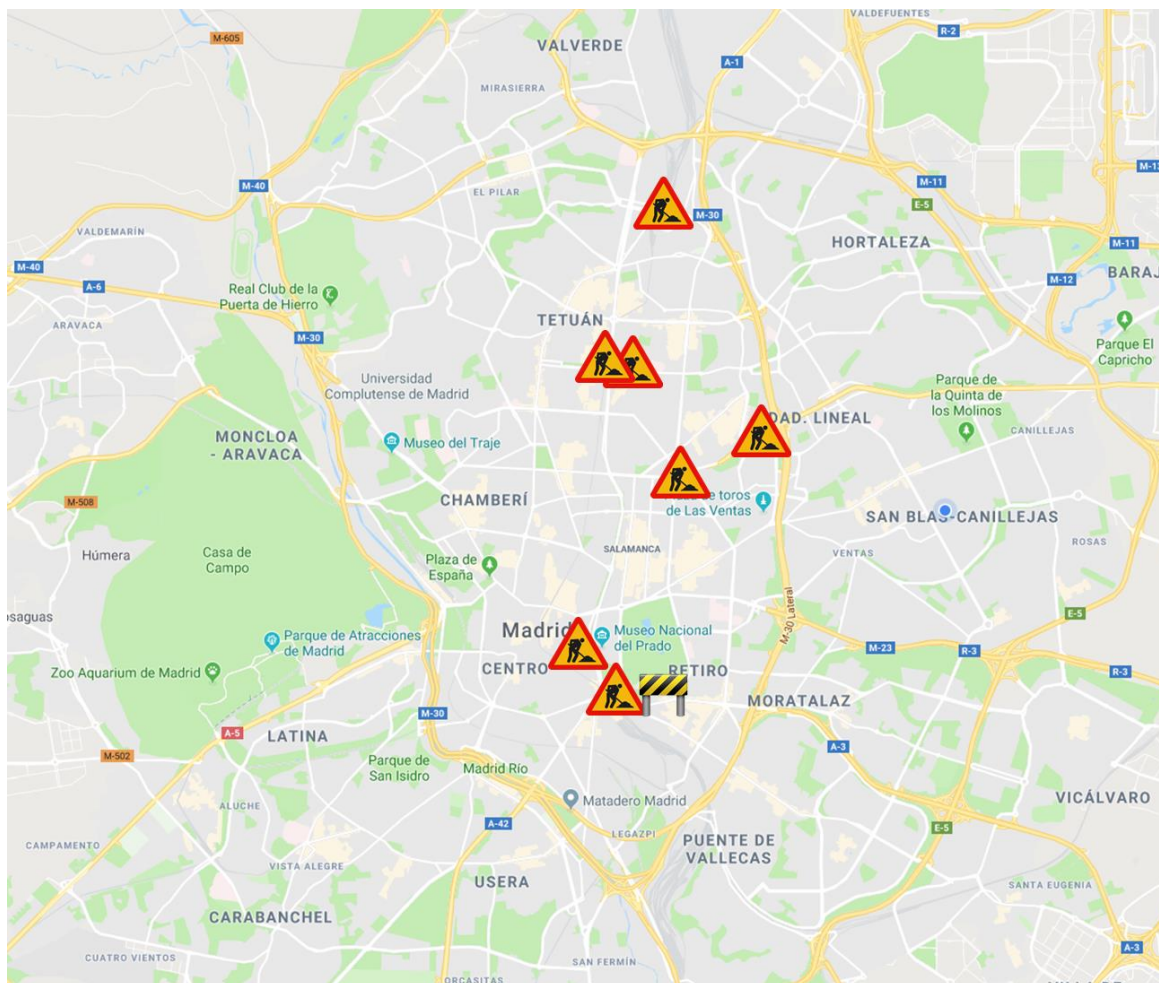 VALDEFUENTES
M-605
R-2
VALVERDE
A-1
MIRASIERRA
M-40
EL PILAR
M-11
E-5
M-30
VALDEMARÍN
HORTALEZA
M-11
M-40
A-6
Real Club de la
Puerta de Hierro
M-12
ARAVACA
TETUÁN
M-30
Parque El
Capricho
Universidad
Complutense de Madrid
Parque de
la Quinta de
los Molinos
DAD. LINEAL
CANILLEJAS
MONCLOA
- ARAVACA
Museo del Traje
M-508
CHAMBERÍ
de toros
de Las Ventas
SAN BLAS-CANILLEJAS
Húmera
Casa de
Campo
Plaza de
España
SALAMANCA
VENTAS
ROSAS
M-30 Lateral
E-5
Parque de Atracciones
de Madrid
Madrid
Museo Nacional
del Prado
M-23
R-3
R-3
Zoo Aquarium de Madrid
CENTRO
RETIRO
MORATALAZ
M-30
A-5
LATINA
M-502
A-3
Parque de
San Isidro
Madrid Río
Matadero Madrid
VICÁLVARO
ALUCHE
A-42
LEGAZPI
E-5
CAMPAMENTO
PUENTE DE
VALLECAS
VISTA ALEGRE
USERA
SANTA EUGENIA
CARABANCHEL
A-3
CUATRO VIENTOS
SAN FERMÍN
ORCASITAS